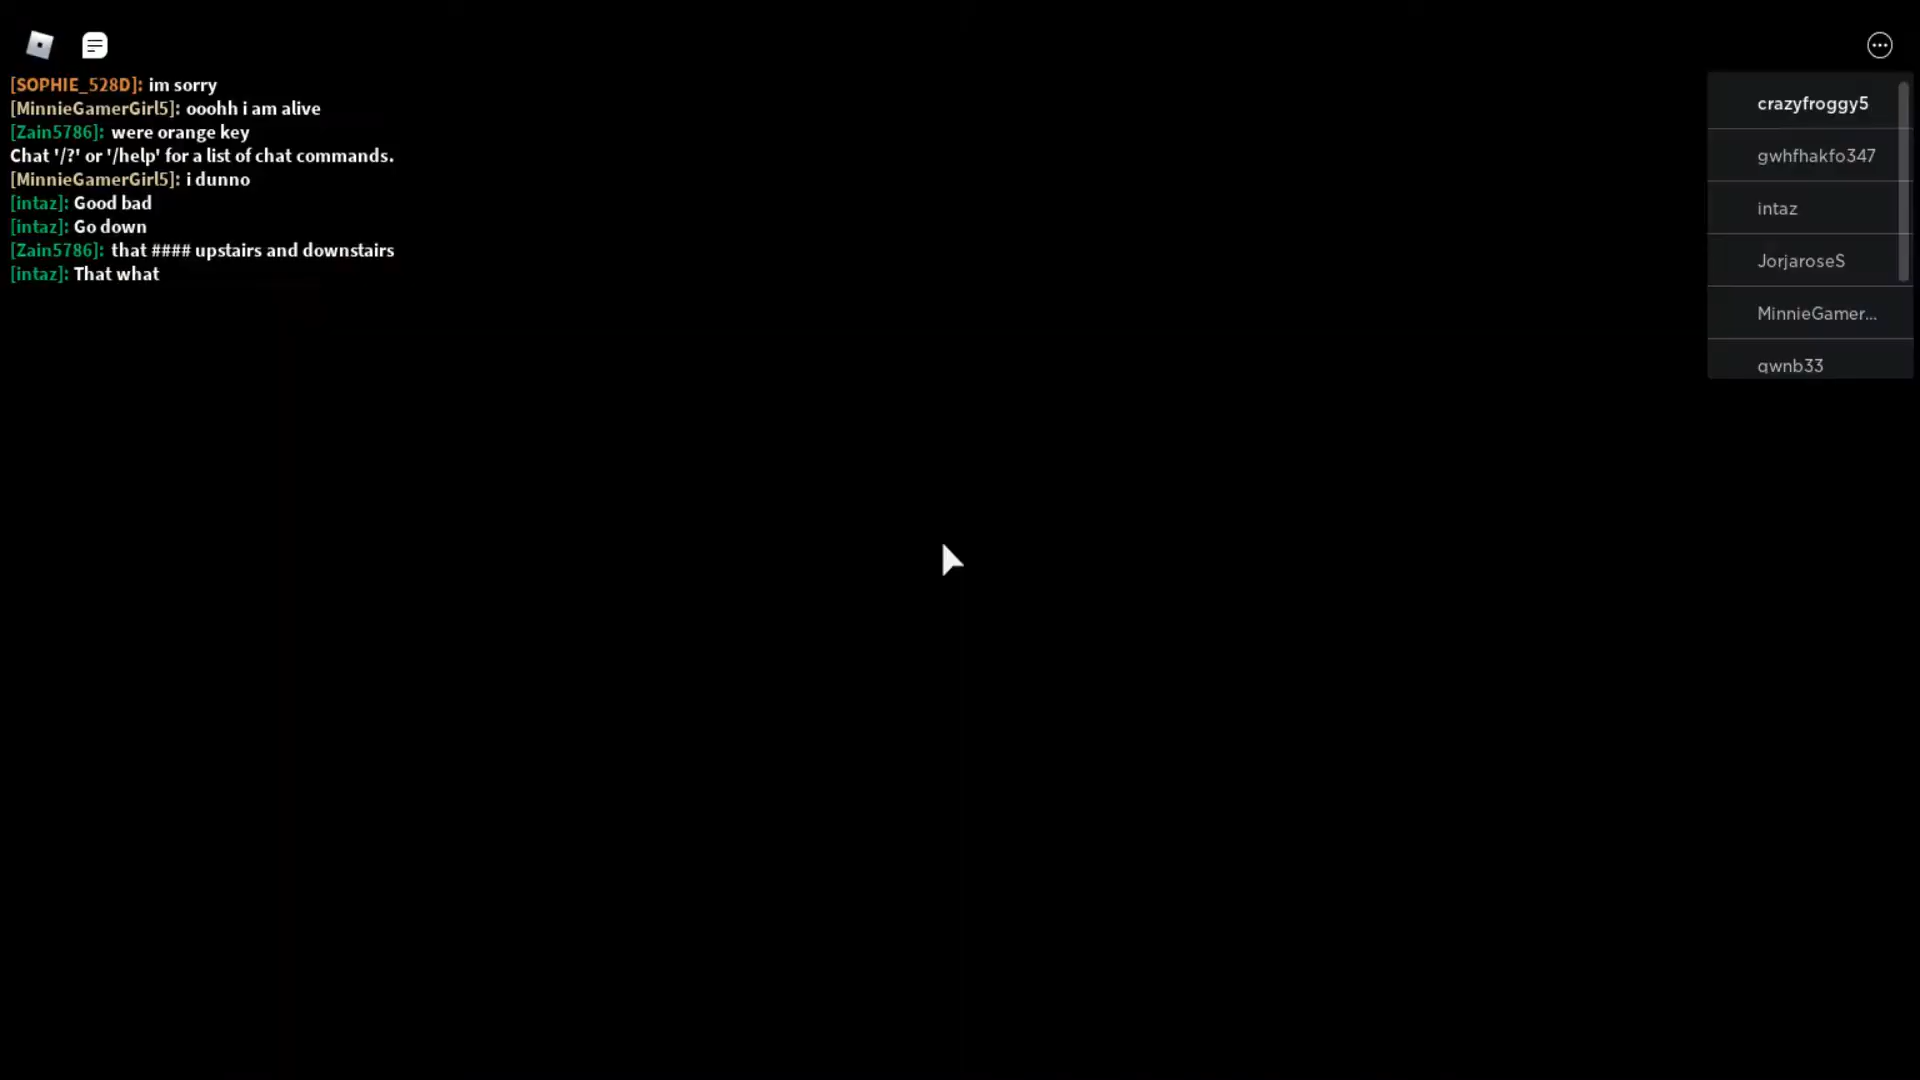 [SOPHIE_528D]: im sorry
[MinnieGamerGirl5]: ooohh i am alive
[Zain5786]: were orange key
Chat '/?' or '/help' for a list of chat commands.
[MinnieGamerGirl5]: i dunno
[intaz]: Good bad
[intaz]: Go down
[Zain5786]: that #### upstairs and downstairs
[intaz]: That what
crazyfroggy5
gwhfhakfo347
intaz
JorjaroseS
MinnieGamer...
qwnb33